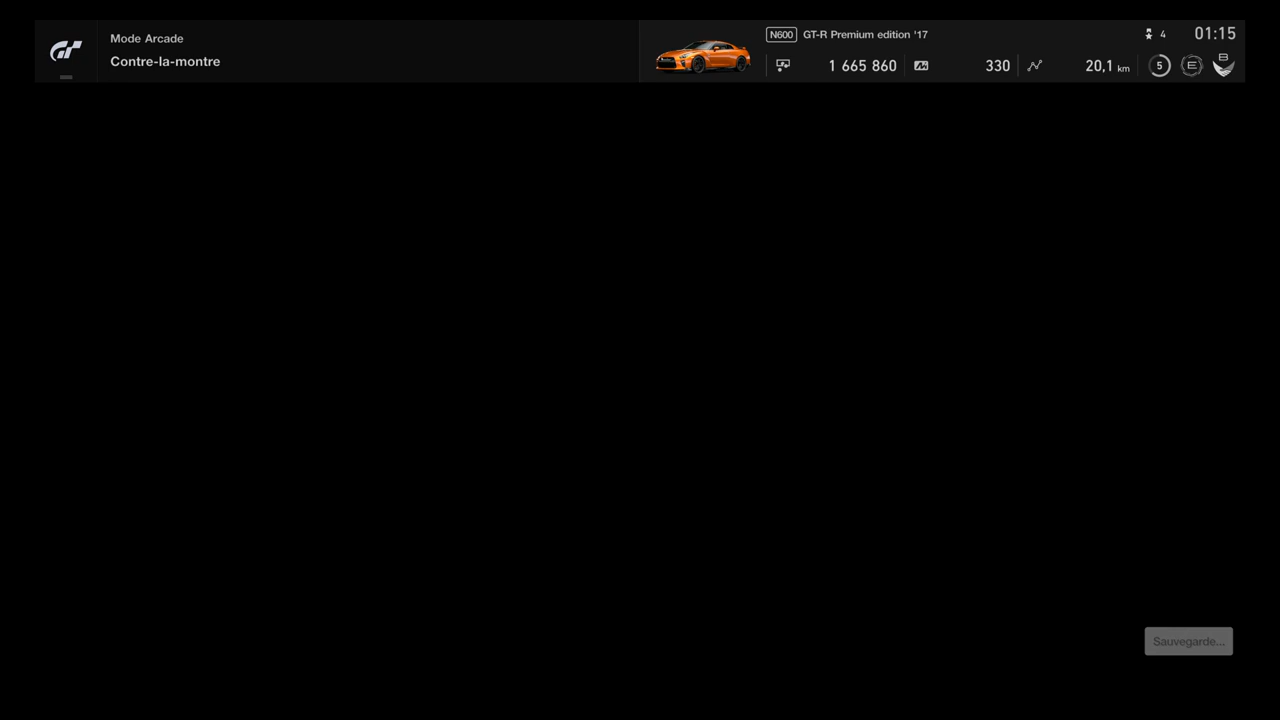 Mode Arcade
Contre-la-montre
N600 GT-R Premium edition '17
4 01:15
1 665 860 330 20,1 km 5 E B
Sauvegarde...